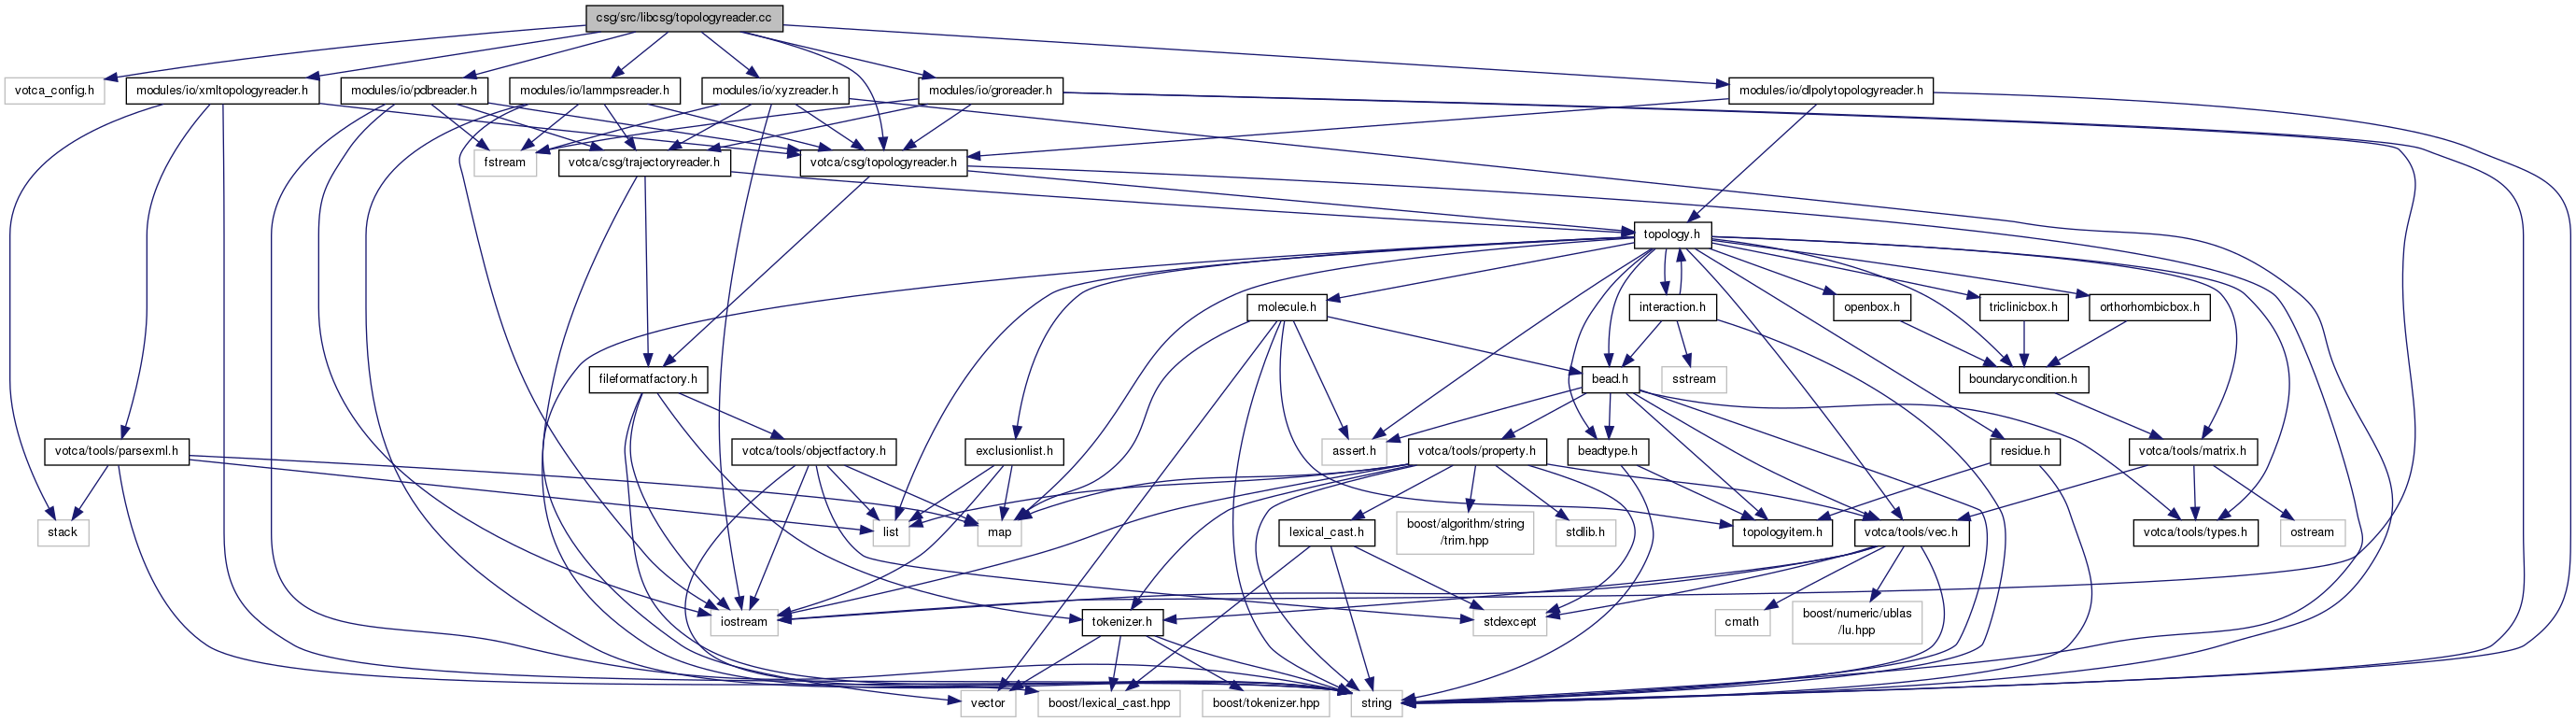 csg/src/libcsg/topologyreader.cc
votca_config.h
modules/io/xmltopologyreader.h
modules/io/pdbreader.h
modules/io/lammpsreader.h
modules/io/xyzreader.h
modules/io/groreader.h
modules/io/dlpolytopologyreader.h
fstream
votca/csg/trajectoryreader.h
votca/csg/topologyreader.h
topology.h
molecule.h
interaction.h
openbox.h
triclinicbox.h
orthorhombicbox.h
fileformatfactory.h
bead.h
sstream
boundarycondition.h
votca/tools/parsexml.h
votca/tools/objectfactory.h
exclusionlist.h
assert.h
votca/tools/property.h
beadtype.h
residue.h
votca/tools/matrix.h
stack
list
map
lexical_cast.h
boost/algorithm/string
/trim.hpp
stdlib.h
topologyitem.h
votca/tools/vec.h
votca/tools/types.h
ostream
iostream
tokenizer.h
stdexcept
cmath
boost/numeric/ublas
/lu.hpp
vector
boost/lexical_cast.hpp
boost/tokenizer.hpp
string